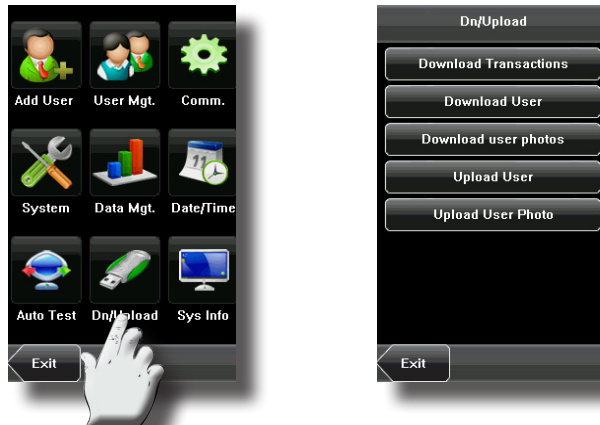 Add User User Mgt. Comm.
System Data Mgt. Date/Time
11
Auto Test Dn/Upload Sys Info
Exit
Dn/Upload
Download Transactions
Download User
Download user photos
Upload User
Upload User Photo
Exit